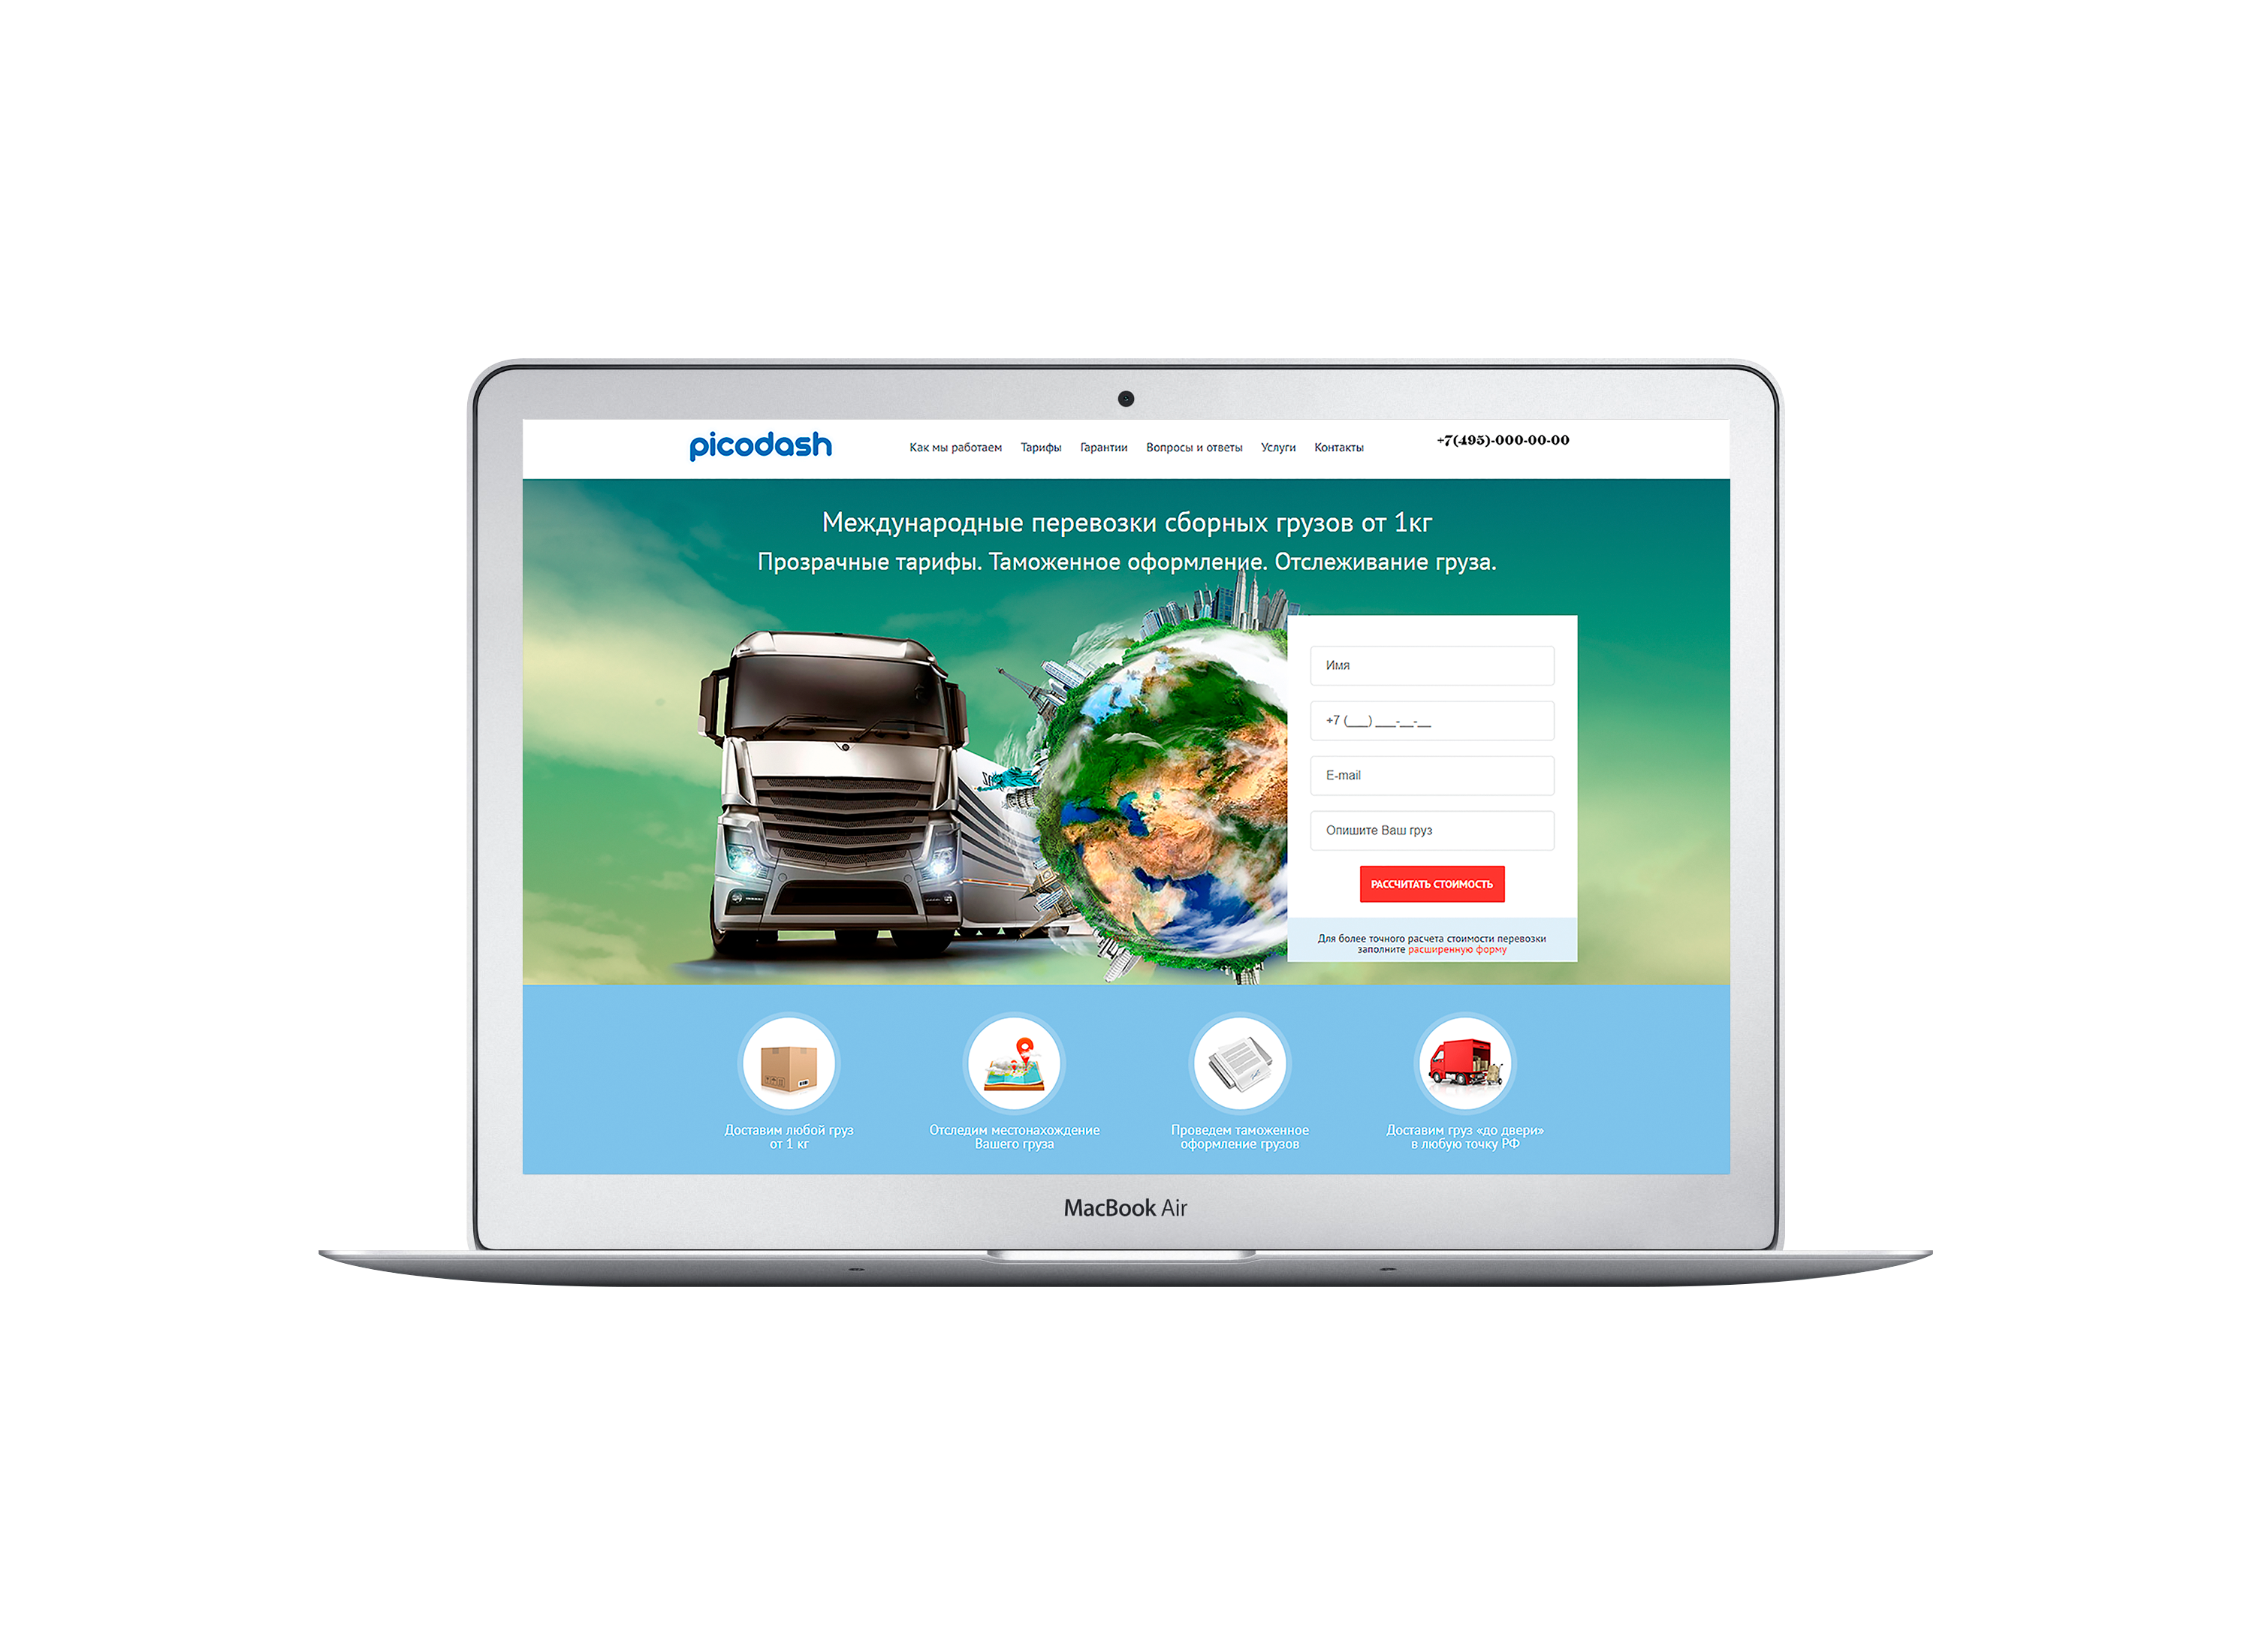 picodash
Как мы работаем Тарифы Гарантии Вопросы и ответы Услуги Контакты
+7(495)-000-00-00
Международные перевозки сборных грузов от 1кг
Прозрачные тарифы. Таможенное оформление. Отслеживание груза.
Имя
+7 (___) ___-__-__
E-mail
Опишите Ваш груз
РАССЧИТАТЬ СТОИМОСТЬ
Для более точного расчета стоимости перевозки
заполните расширенную форму
Доставим любой груз
от 1 кг
Отследим местонахождение
Вашего груза
Проведем таможенное
оформление грузов
Доставим груз «до двери»
в любую точку РФ
MacBook Air